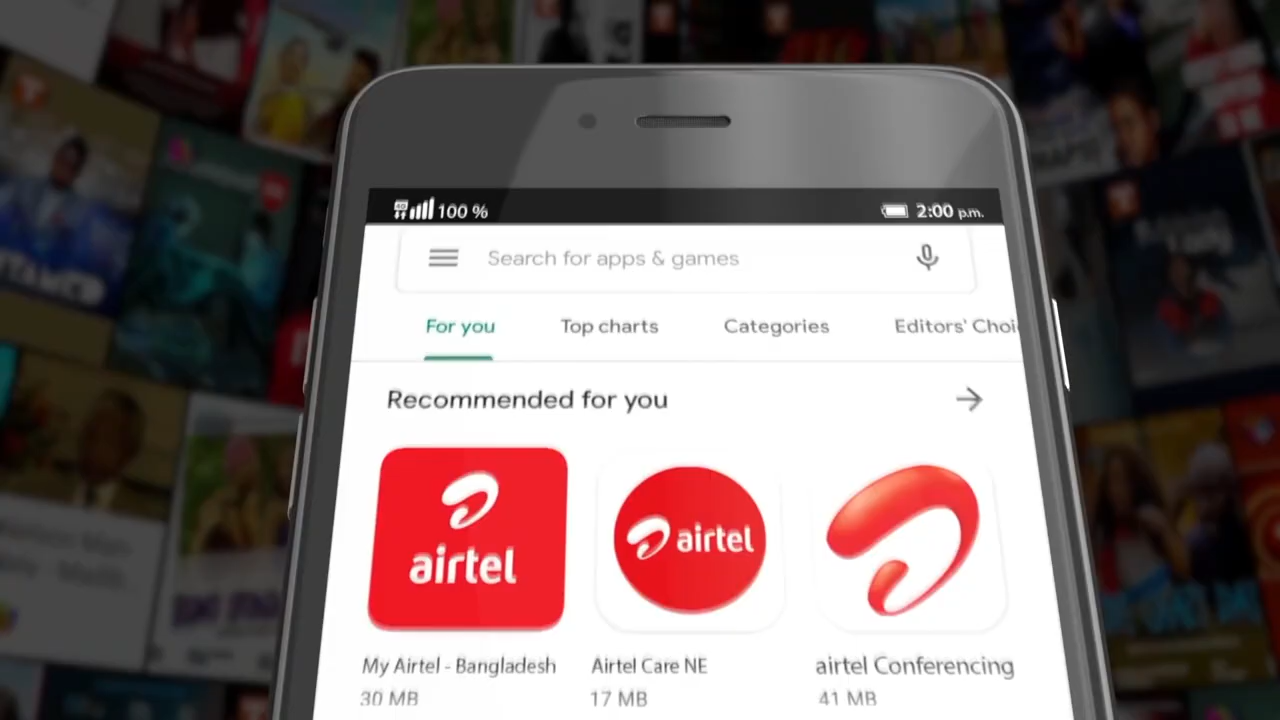 4G 100 % 2:00 p.m.
Search for apps & games
For you Top charts Categories Editors' Choi
Recommended for you
airtel airtel
My Airtel - Bangladesh Airtel Care NE airtel Conferencing
30 MB 17 MB 41 MB